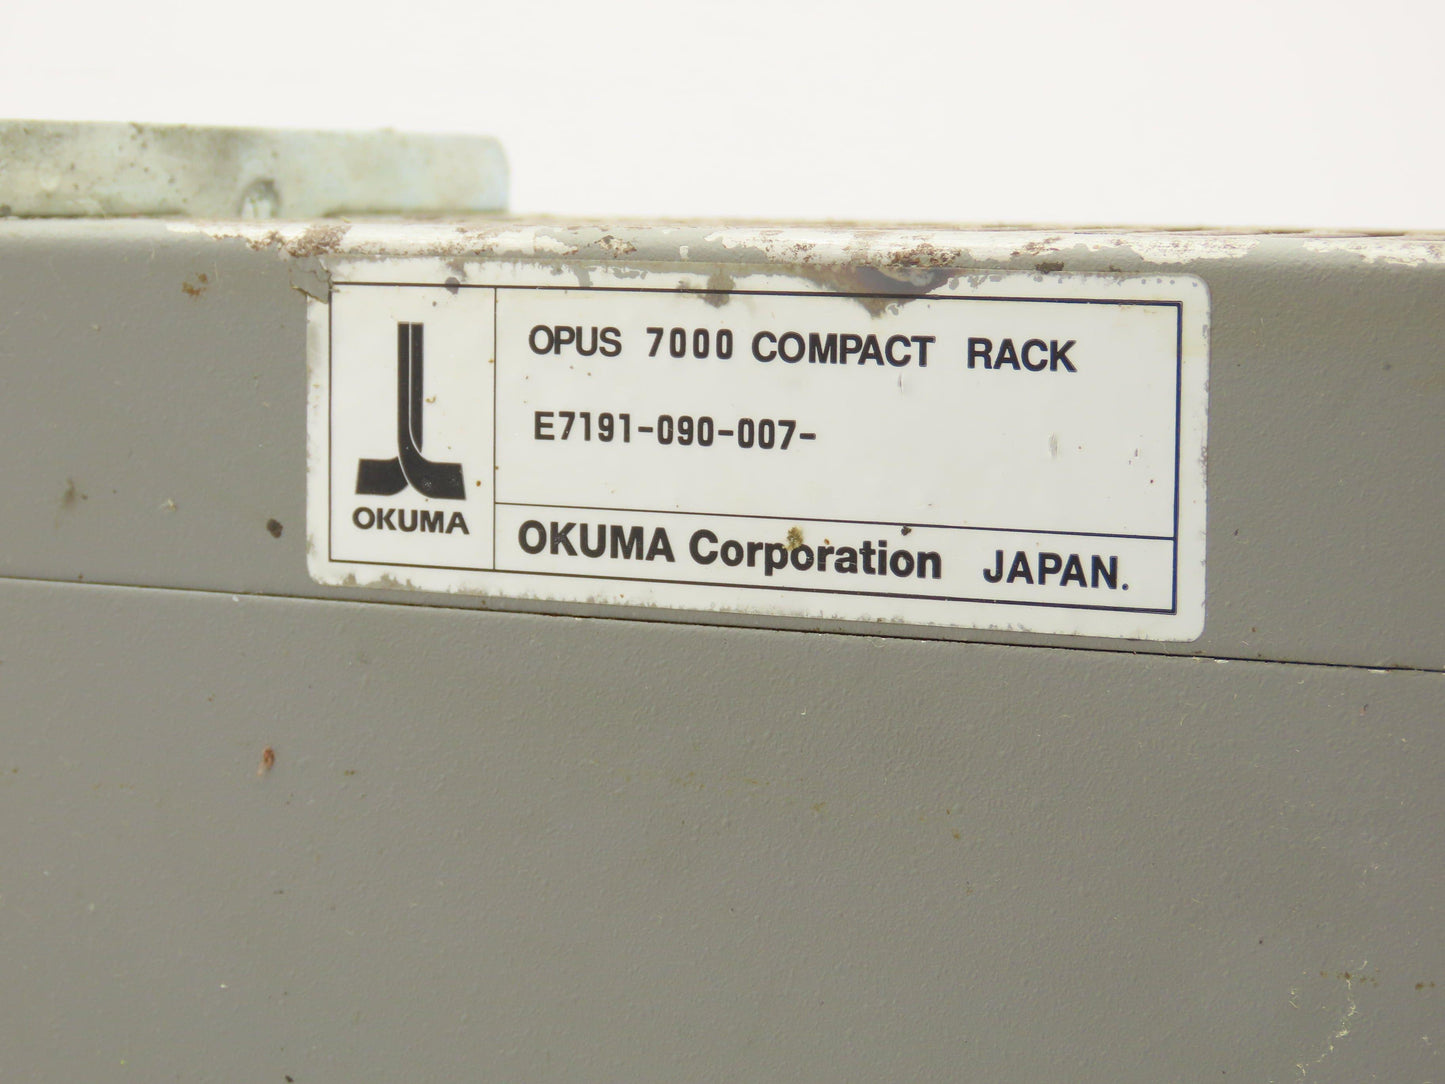 OPUS 7000 COMPACT RACK
E7191-090-007-
OKUMA
OKUMA Corporation JAPAN.